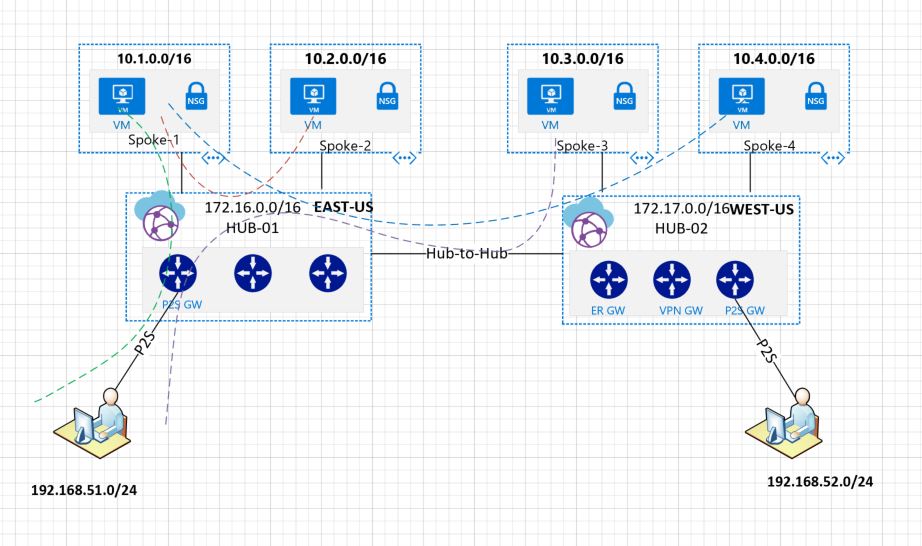 10.1.0.0/16
VM
NSG
VM
Spoke-1
10.2.0.0/16
VM
NSG
VM
Spoke-2
10.3.0.0/16
VM
NSG
VM
Spoke-3
10.4.0.0/16
VM
NSG
VM
Spoke-4
172.16.0.0/16 EAST-US
HUB-01
P2S GW
Hub-to-Hub
172.17.0.0/16 WEST-US
HUB-02
ER GW
VPN GW
P2S GW
P2S
P2S
192.168.51.0/24
192.168.52.0/24